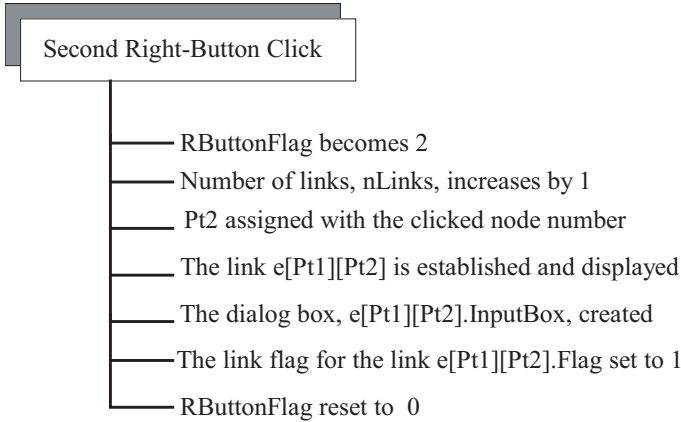 Second Right-Button Click
RButtonFlag becomes 2
Number of links, nLinks, increases by 1
Pt2 assigned with the clicked node number
The link e[Pt1][Pt2] is established and displayed
The dialog box, e[Pt1][Pt2].InputBox, created
The link flag for the link e[Pt1][Pt2].Flag set to 1
RButtonFlag reset to 0